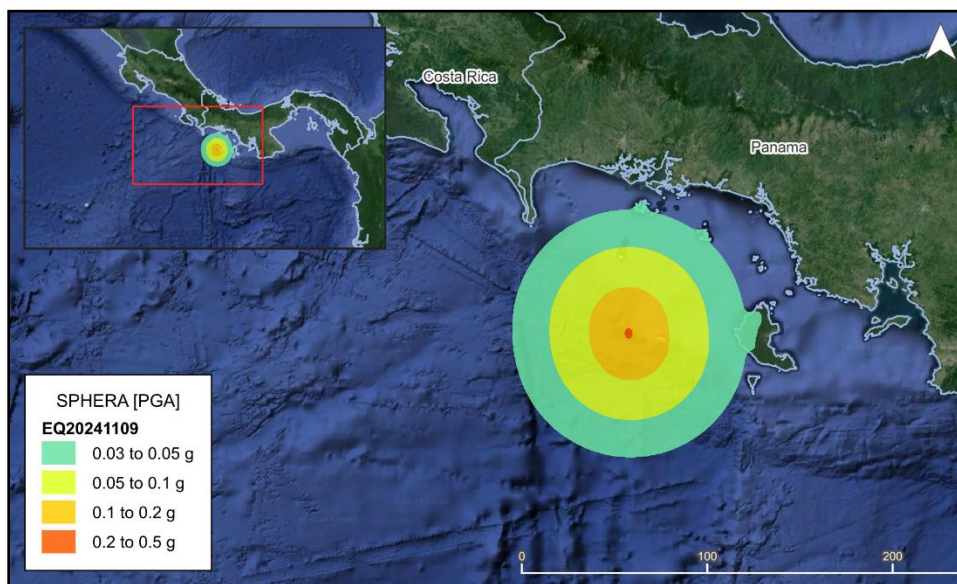 Costa Rica
Panama
SPHERA [PGA]
EQ20241109
0.03 to 0.05 g
0.05 to 0.1 g
0.1 to 0.2 g
0.2 to 0.5 g
0 100 200